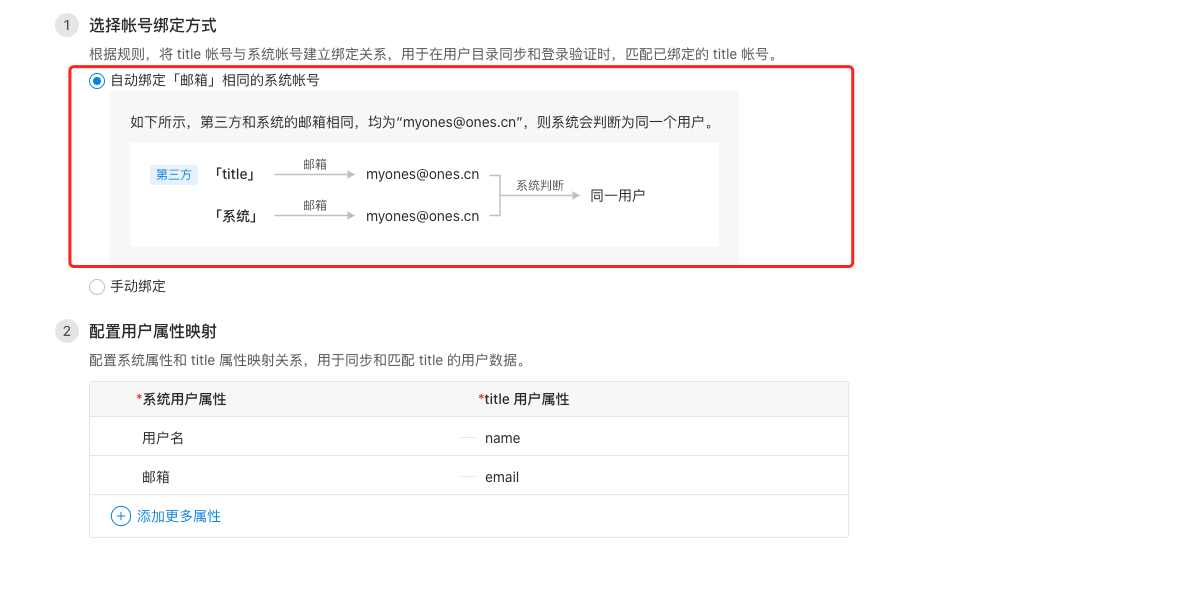 1 选择帐号绑定方式
根据规则，将 title 帐号与系统帐号建立绑定关系，用于在用户目录同步和登录验证时，匹配已绑定的 title 帐号。
自动绑定「邮箱」相同的系统帐号
如下所示，第三方和系统的邮箱相同，均为“myones@ones.cn”，则系统会判断为同一个用户。
第三方 「title」 邮箱 myones@ones.cn
系统判断 同一用户
「系统」 邮箱 myones@ones.cn
手动绑定
2 配置用户属性映射
配置系统属性和 title 属性映射关系，用于同步和匹配 title 的用户数据。
*系统用户属性 *title 用户属性
用户名 — name
邮箱 — email
添加更多属性